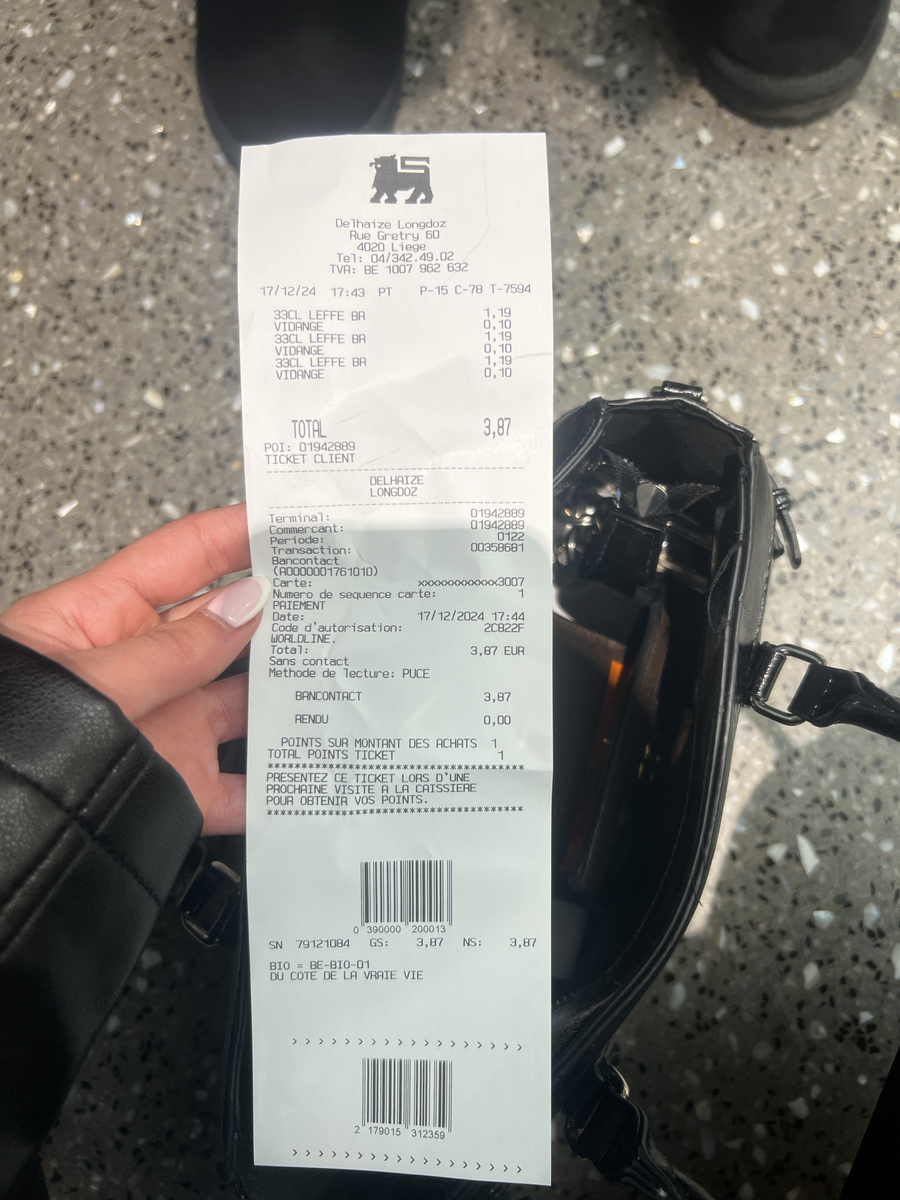 Delhaize Longdoz
Rue Gretry 60
4020 Liege
Tel: 04/342.49.02
TVA: BE 1007 962 632
17/12/24 17:43 PT P-15 C-78 T-7594
33CL LEFFE BR 1,19
VIDANGE 0,10
33CL LEFFE BR 1,19
VIDANGE 0,10
33CL LEFFE BR 1,19
VIDANGE 0,10
TOTAL 3,87
POI: 01942889
TICKET CLIENT
DELHAIZE
LONGDOZ
Terminal: 01942889
Commercant: 01942889
Periode: 0122
Transaction: 00358681
Bancontact
(A0000001761010)
Carte: xxxxxxxxxxxxx3007
Numero de sequence carte: 1
PAIEMENT
Date: 17/12/2024 17:44
Code d'autorisation: 2C822F
WORLDLINE.
Total: 3,87 EUR
Sans contact
Methode de lecture: PUCE
BANCONTACT 3,87
RENDU 0,00
POINTS SUR MONTANT DES ACHATS 1
TOTAL POINTS TICKET 1
****************************************
PRESENTEZ CE TICKET LORS D'UNE
PROCHAINE VISITE A LA CAISSIERE
POUR OBTENIR VOS POINTS.
****************************************
0 390000 200013
SN 79121084 GS: 3,87 NS: 3,87
BIO = BE-BIO-01
DU COTE DE LA VRAIE VIE
> > > > > > > > > > > > > > > >
2 179015 312359
> > > > > > > > > > > > > > > >